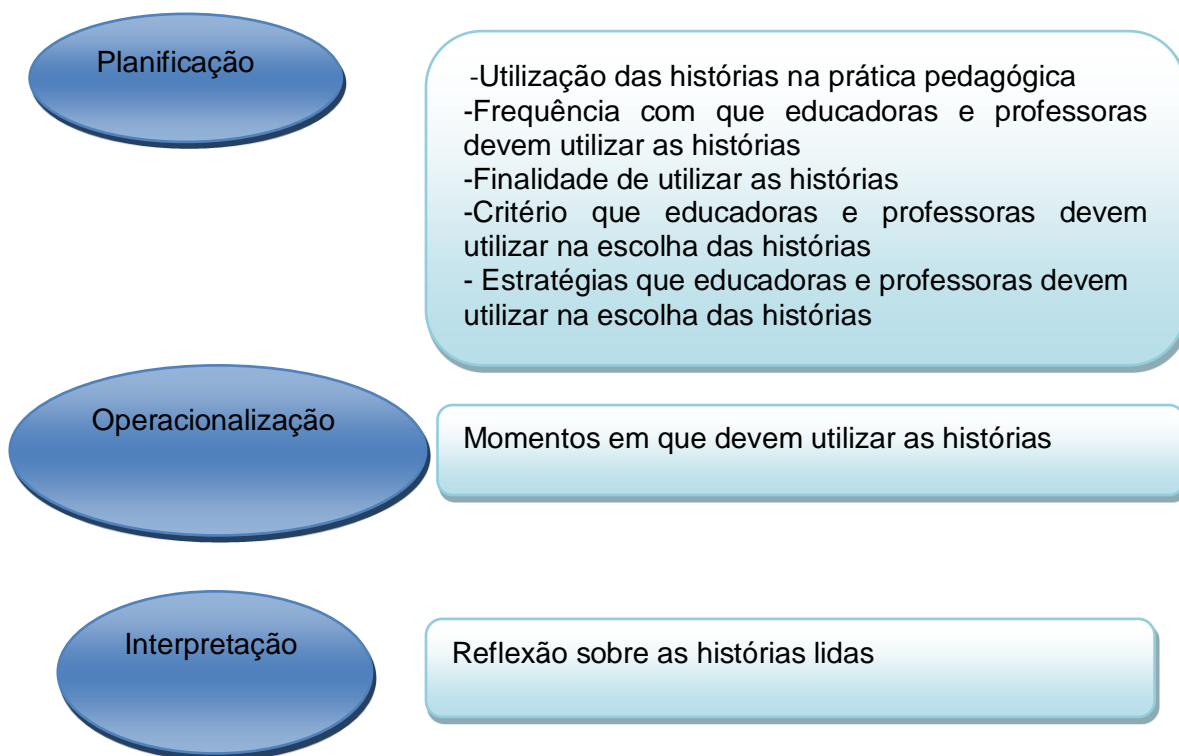 Planificação
-Utilização das histórias na prática pedagógica
-Frequência com que educadoras e professoras
devem utilizar as histórias
-Finalidade de utilizar as histórias
-Critério que educadoras e professoras devem
utilizar na escolha das histórias
- Estratégias que educadoras e professoras devem
utilizar na escolha das histórias
Operacionalização
Momentos em que devem utilizar as histórias
Interpretação
Reflexão sobre as histórias lidas